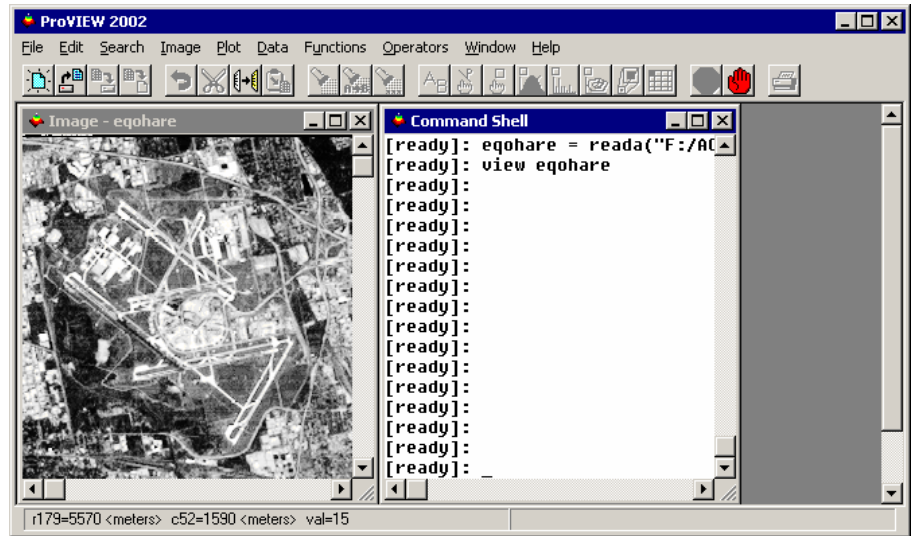 ProVIEW 2002
File Edit Search Image Plot Data Functions Operators Window Help
Image - eqohare
Command Shell
[ready]: eqohare = reada("F:/AC
[ready]: view eqohare
[ready]:
[ready]:
[ready]:
[ready]:
[ready]:
[ready]:
[ready]:
[ready]:
[ready]:
[ready]:
[ready]:
[ready]:
[ready]:
[ready]:
[ready]: _
r179=5570 <meters> c52=1590 <meters> val=15